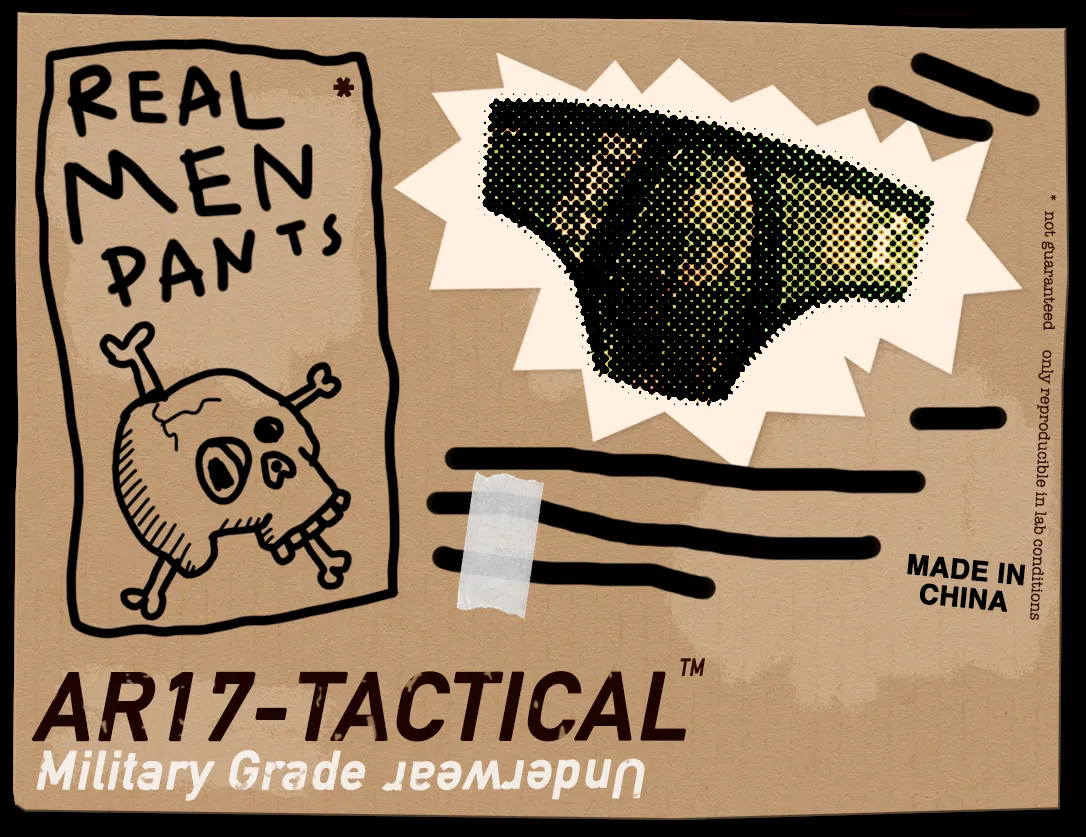 REAL *
MEN
PANTS
* not guaranteed only reproducible in lab conditions
MADE IN
CHINA
AR17-TACTICAL™
Military Grade Underwear